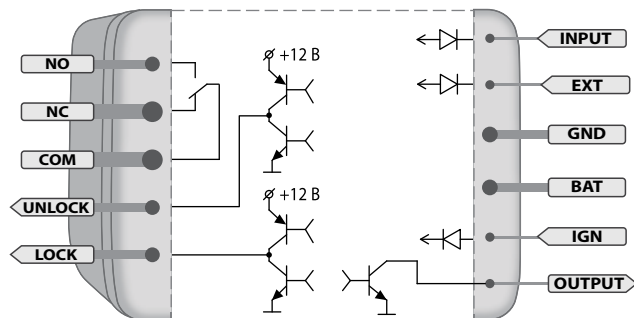 NO
NC
COM
UNLOCK
LOCK
+12 В
+12 В
INPUT
EXT
GND
BAT
IGN
OUTPUT